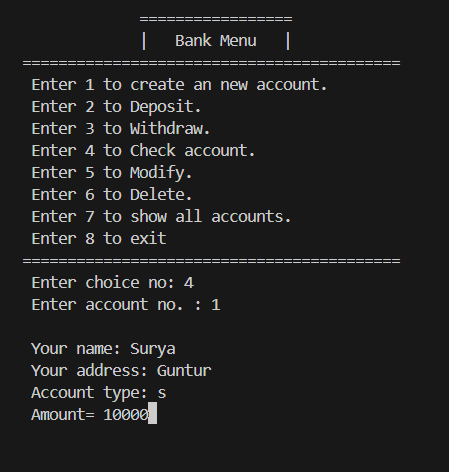 =================
|   Bank Menu   |
==========================================
Enter 1 to create an new account.
Enter 2 to Deposit.
Enter 3 to Withdraw.
Enter 4 to Check account.
Enter 5 to Modify.
Enter 6 to Delete.
Enter 7 to show all accounts.
Enter 8 to exit
==========================================
Enter choice no: 4
Enter account no. : 1
Your name: Surya
Your address: Guntur
Account type: s
Amount= 10000